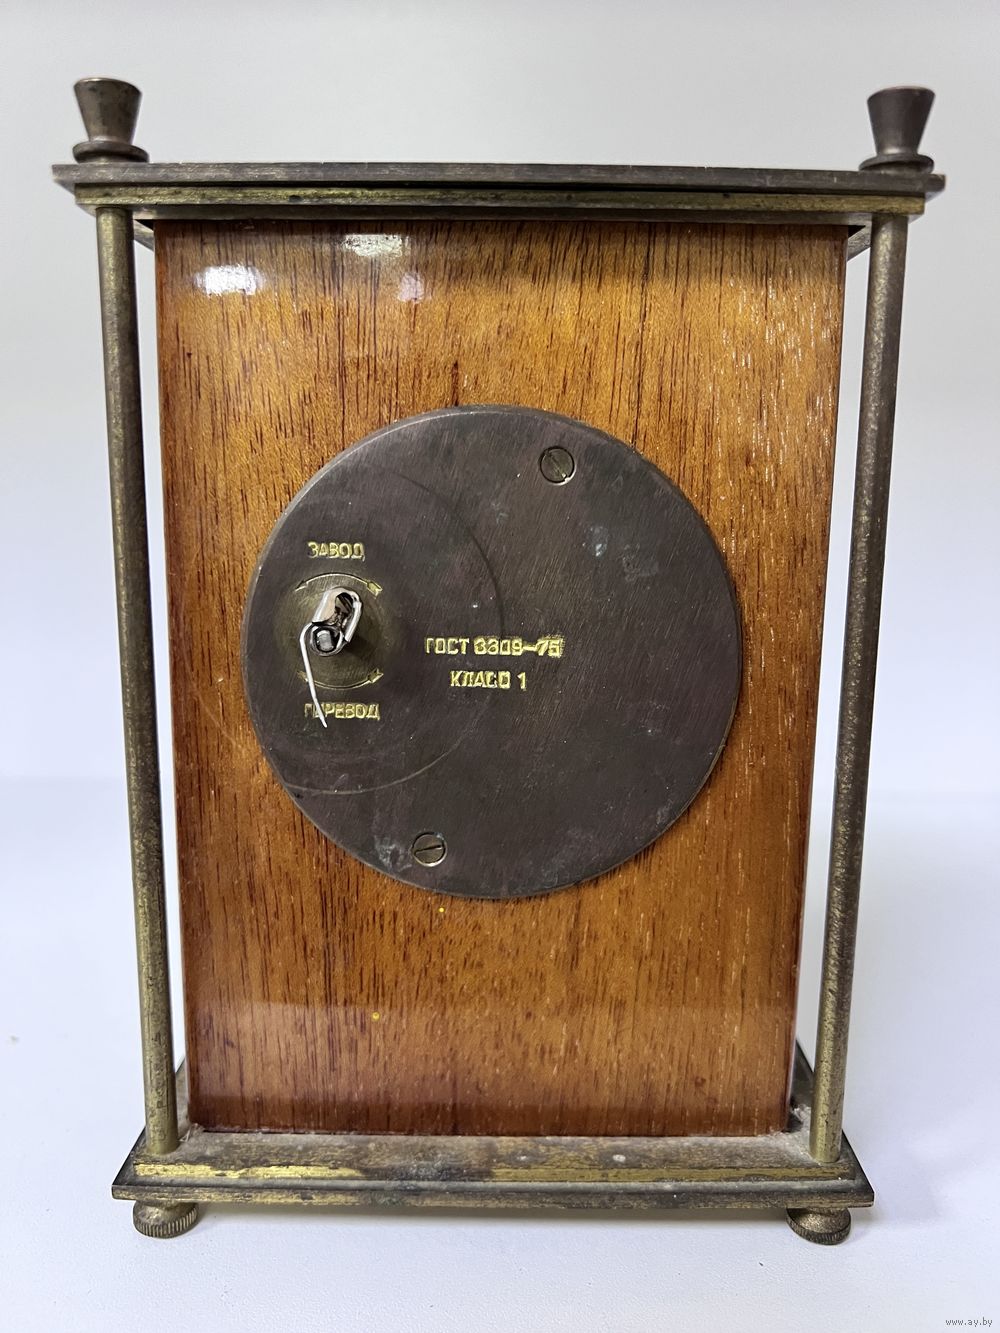 ЗАВОД
ГОСТ 3309-75
КЛАСС 1
ПЕРЕВОД
www.ay.by